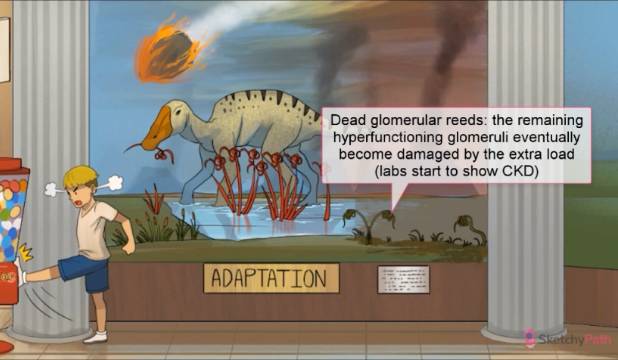 Dead glomerular reeds: the remaining
hyperfunctioning glomeruli eventually
become damaged by the extra load
(labs start to show CKD)
ADAPTATION
SketchyPath